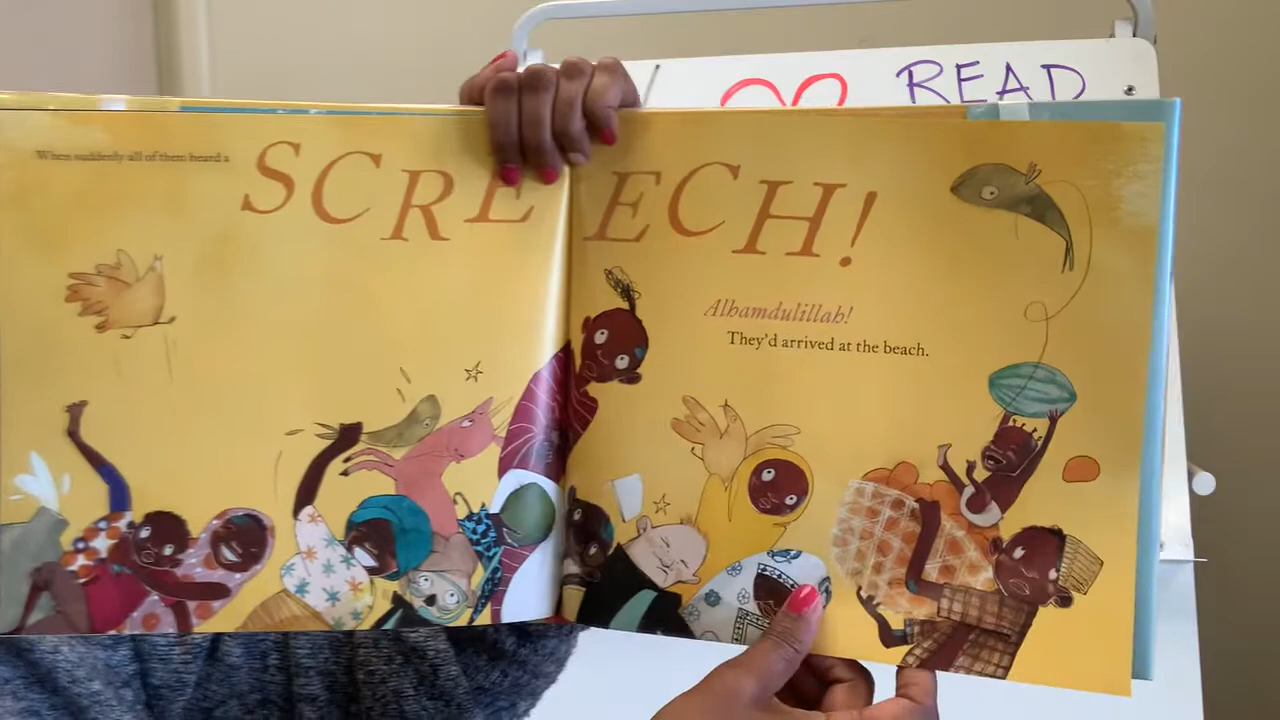 READ
When suddenly all of them heard a
SCREECH!
Alhamdulillah!
They'd arrived at the beach.